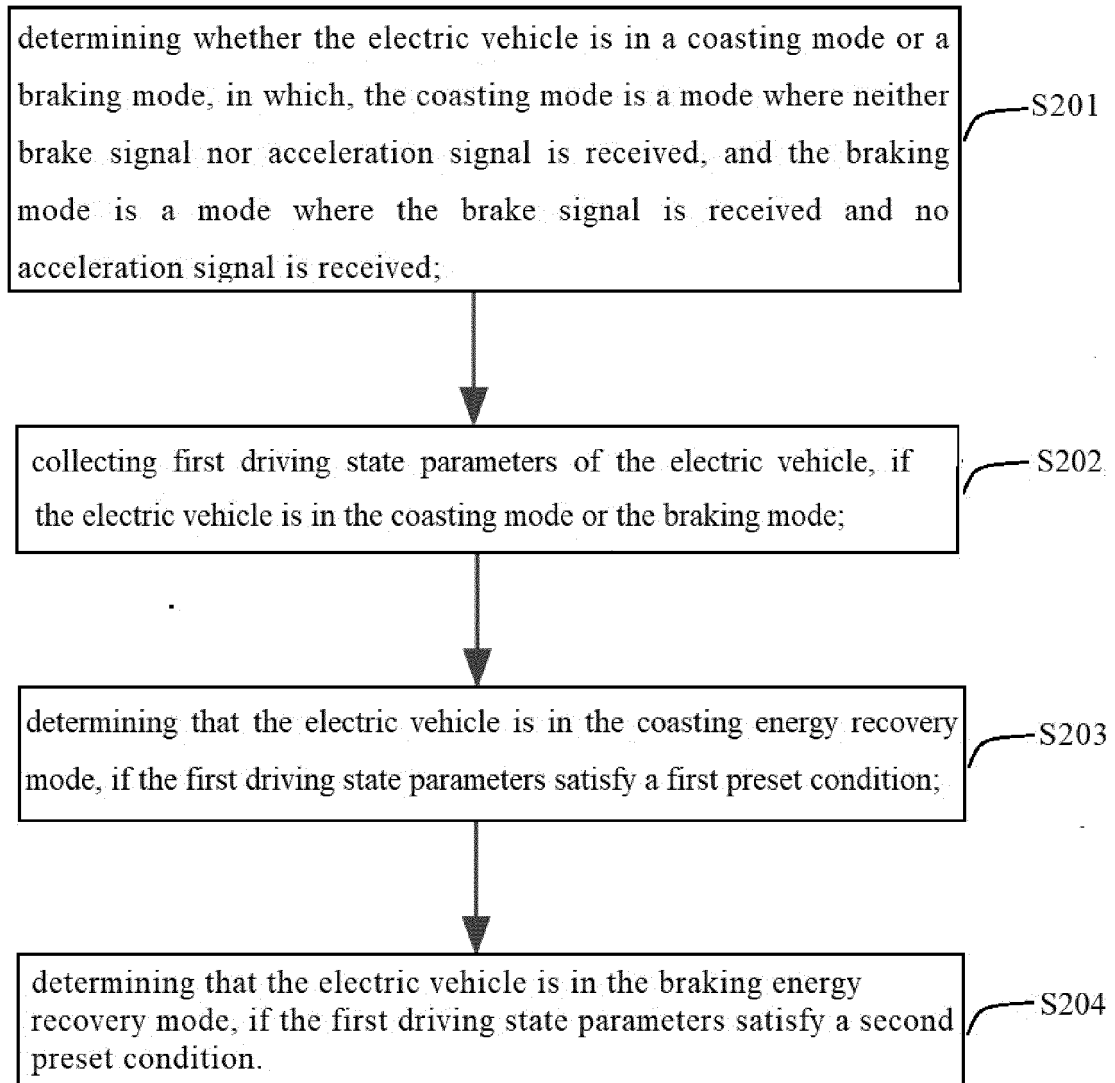 determining whether the electric vehicle is in a coasting mode or a
braking mode, in which, the coasting mode is a mode where neither
brake signal nor acceleration signal is received, and the braking
mode is a mode where the brake signal is received and no
acceleration signal is received;
S201
collecting first driving state parameters of the electric vehicle, if
the electric vehicle is in the coasting mode or the braking mode;
S202
determining that the electric vehicle is in the coasting energy recovery
mode, if the first driving state parameters satisfy a first preset condition;
S203
determining that the electric vehicle is in the braking energy
recovery mode, if the first driving state parameters satisfy a second
preset condition.
S204